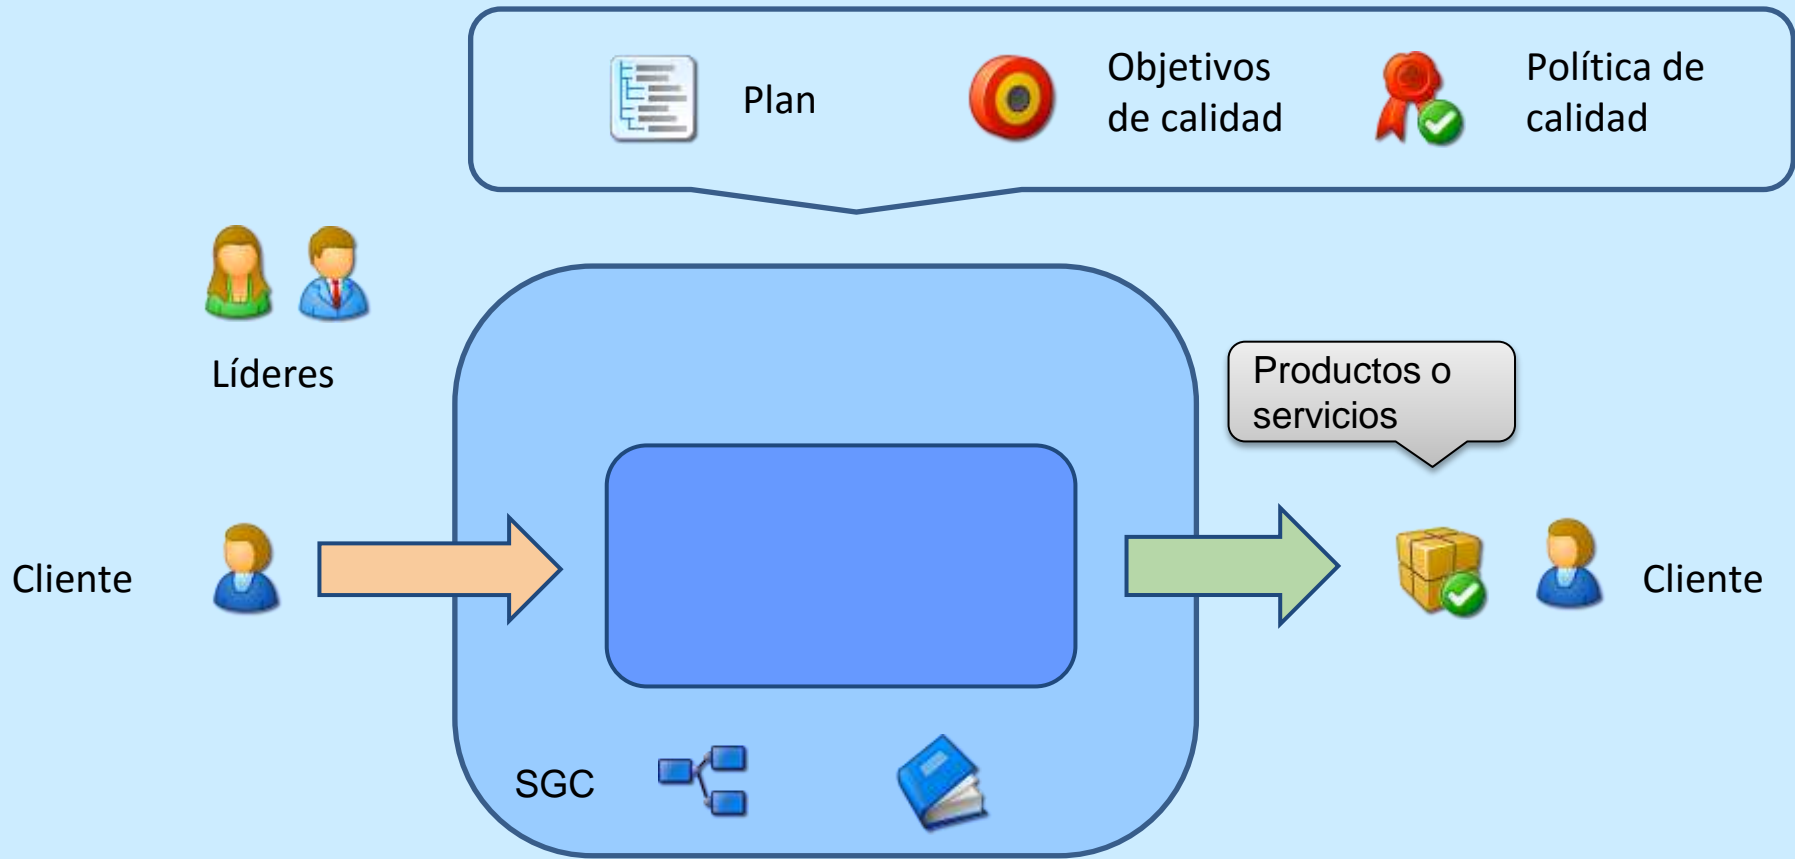 Plan
Objetivos
de calidad
Política de
calidad
Líderes
Productos o
servicios
Cliente
Cliente
SGC